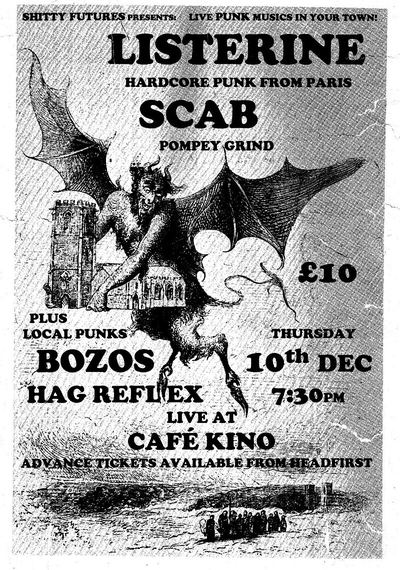 SHITTY FUTURES PRESENTS: LIVE PUNK MUSICS IN YOUR TOWN!
LISTERINE
HARDCORE PUNK FROM PARIS
SCAB
POMPEY GRIND
£10
PLUS
LOCAL PUNKS
BOZOS
HAG REFLEX
THURSDAY
10th DEC
7:30PM
LIVE AT
CAFÉ KINO
ADVANCE TICKETS AVAILABLE FROM HEADFIRST